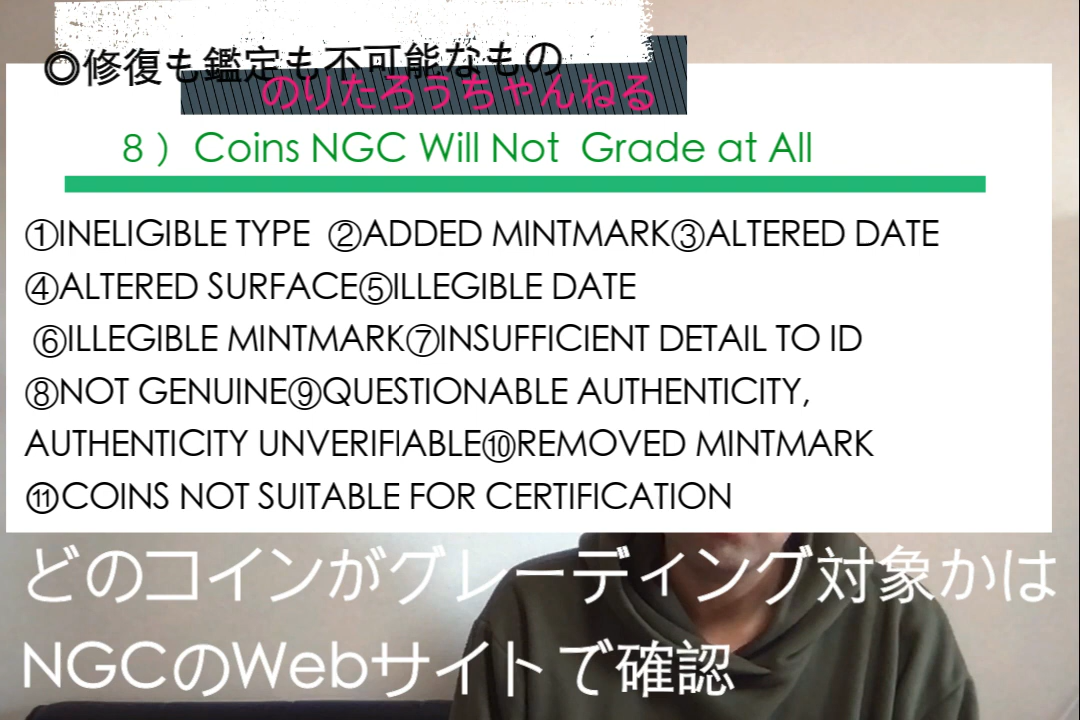 ◎修復も鑑定も不可能なもの
のりたろうちゃんねる
8）Coins NGC Will Not Grade at All
①INELIGIBLE TYPE ②ADDED MINTMARK③ALTERED DATE
④ALTERED SURFACE⑤ILLEGIBLE DATE
⑥ILLEGIBLE MINTMARK⑦INSUFFICIENT DETAIL TO ID
⑧NOT GENUINE⑨QUESTIONABLE AUTHENTICITY,
AUTHENTICITY UNVERIFIABLE⑩REMOVED MINTMARK
⑪COINS NOT SUITABLE FOR CERTIFICATION
どのコインがグレーディング対象かは
NGCのWebサイトで確認